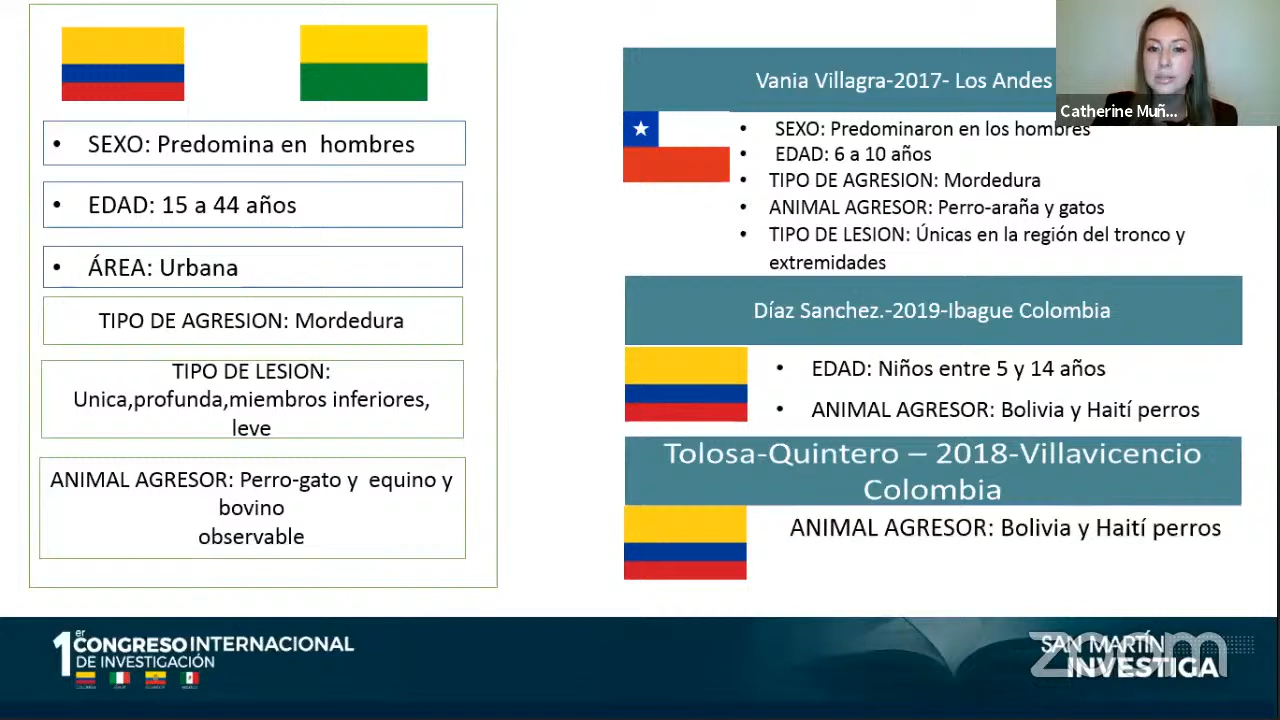 SEXO: Predomina en hombres
EDAD: 15 a 44 años
ÁREA: Urbana
TIPO DE AGRESION: Mordedura
TIPO DE LESION:
Unica,profunda,miembros inferiores,
leve
ANIMAL AGRESOR: Perro-gato y equino y
bovino
observable
Vania Villagra-2017- Los Andes
Catherine Muñ...
SEXO: Predominaron en los hombres
EDAD: 6 a 10 años
TIPO DE AGRESION: Mordedura
ANIMAL AGRESOR: Perro-araña y gatos
TIPO DE LESION: Únicas en la región del tronco y
extremidades
Díaz Sanchez.-2019-Ibague Colombia
EDAD: Niños entre 5 y 14 años
ANIMAL AGRESOR: Bolivia y Haití perros
Tolosa-Quintero – 2018-Villavicencio
Colombia
ANIMAL AGRESOR: Bolivia y Haití perros
1er CONGRESO INTERNACIONAL
DE INVESTIGACIÓN
SAN MARTÍN
INVESTIGA
zoom